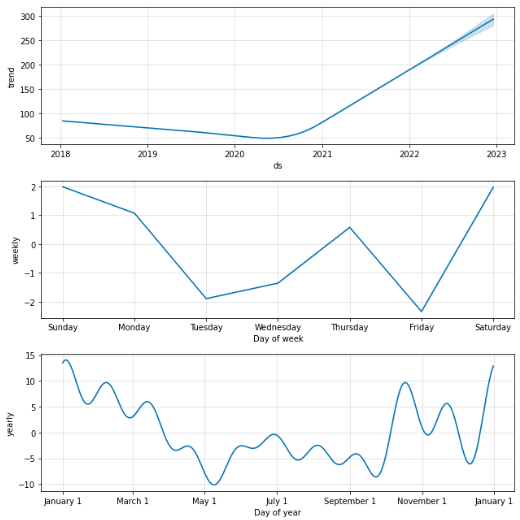 300
250
200
150
100
50
trend
2018 2019 2020 2021 2022 2023
ds
2
1
0
−1
−2
weekly
Sunday Monday Tuesday Wednesday Thursday Friday Saturday
Day of week
15
10
5
0
−5
−10
yearly
January 1 March 1 May 1 July 1 September 1 November 1 January 1
Day of year